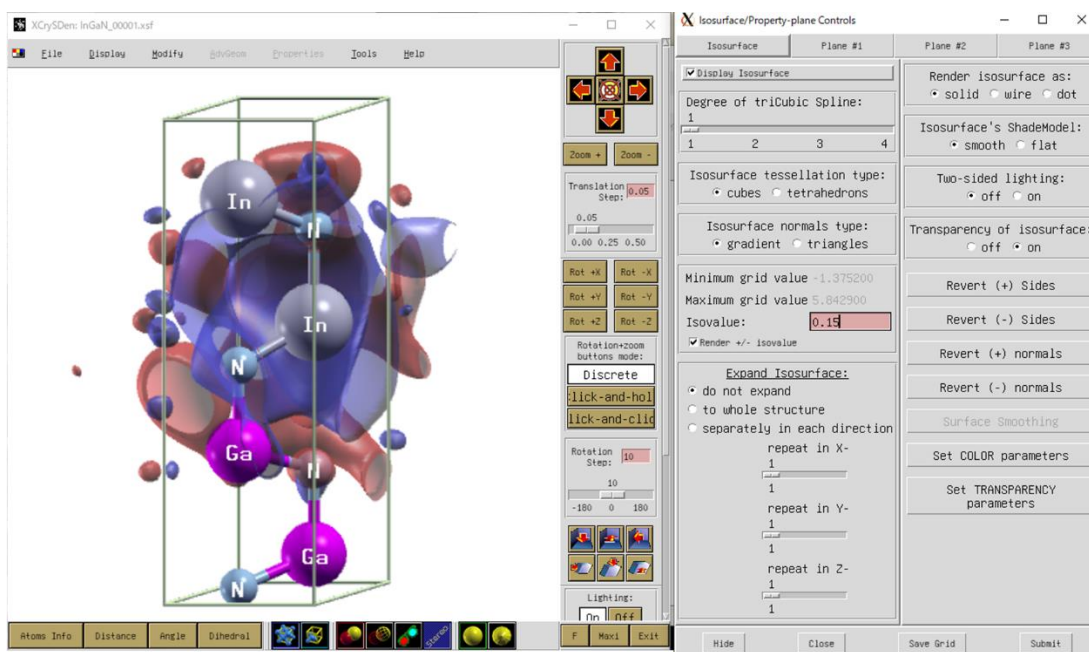 XCrySDen: InGaN_00001.xsf
File Display Modify AdvGeom Properties Tools Help
In
N
In
N
Ga
N
Ga
N
Zoom + Zoom -
Translation
Step: 0.05
0.05
0.00 0.25 0.50
Rot +X Rot -X
Rot +Y Rot -Y
Rot +Z Rot -Z
Rotation+zoom
buttons mode:
Discrete
lick-and-hol
lick-and-clic
Rotation
Step: 10
10
-180 0 180
Lighting:
On Off
Atoms Info Distance Angle Dihedral Stereo F Maxi Exit
Isosurface/Property-plane Controls
Isosurface Plane #1 Plane #2 Plane #3
Display Isosurface
Degree of triCubic Spline:
1
1 2 3 4
Isosurface tessellation type:
cubes tetrahedrons
Isosurface normals type:
gradient triangles
Minimum grid value -1.375200
Maximum grid value 5.842900
Isovalue: 0.15
Render +/- isovalue
Expand Isosurface:
do not expand
to whole structure
separately in each direction
repeat in X-
1
1
repeat in Y-
1
1
repeat in Z-
1
1
Render isosurface as:
solid wire dot
Isosurface's ShadeModel:
smooth flat
Two-sided lighting:
off on
Transparency of isosurface:
off on
Revert (+) Sides
Revert (-) Sides
Revert (+) normals
Revert (-) normals
Surface Smoothing
Set COLOR parameters
Set TRANSPARENCY
parameters
Hide Close Save Grid Submit